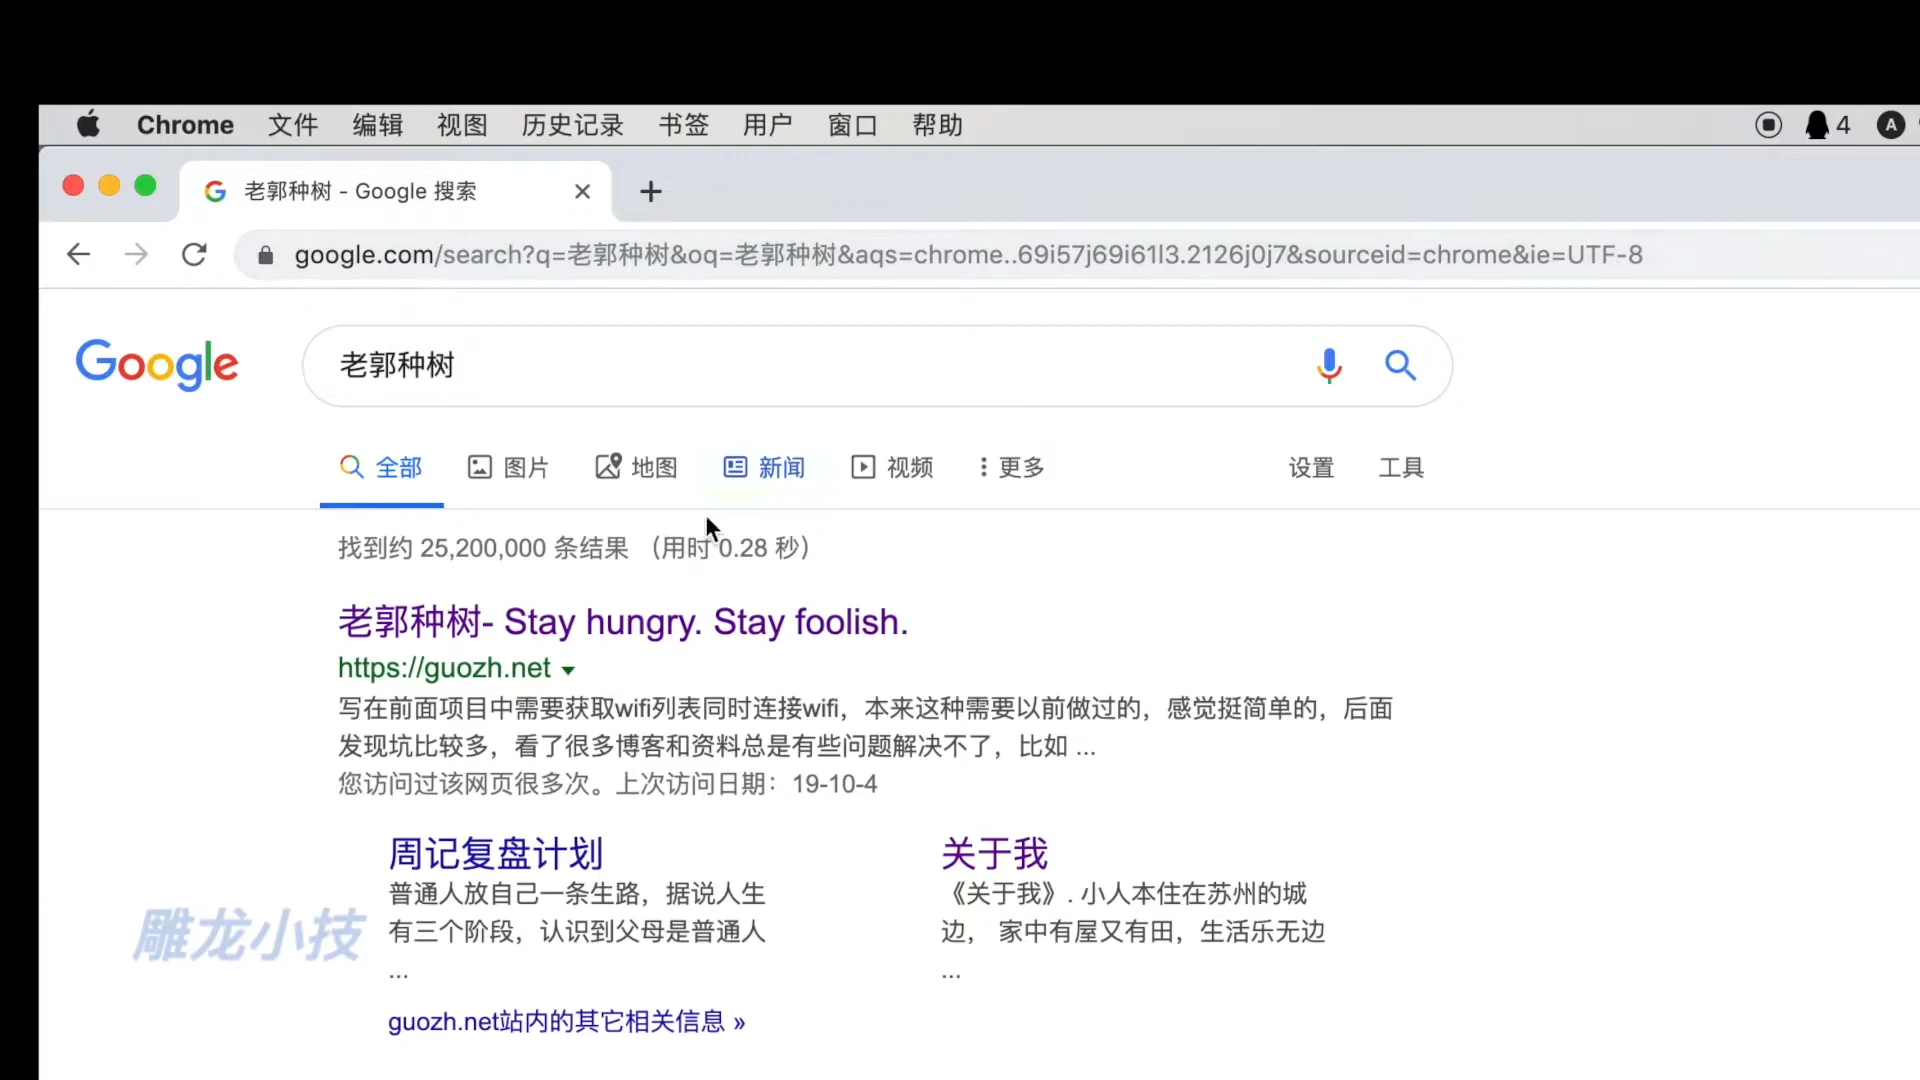 Chrome 文件 编辑 视图 历史记录 书签 用户 窗口 帮助 4 A
老郭种树 - Google 搜索
google.com/search?q=老郭种树&oq=老郭种树&aqs=chrome..69i57j69i61l3.2126j0j7&sourceid=chrome&ie=UTF-8
Google 老郭种树
全部 图片 地图 新闻 视频 更多 设置 工具
找到约 25,200,000 条结果 （用时 0.28 秒）
老郭种树- Stay hungry. Stay foolish.
https://guozh.net
写在前面项目中需要获取wifi列表同时连接wifi，本来这种需要以前做过的，感觉挺简单的，后面
发现坑比较多，看了很多博客和资料总是有些问题解决不了，比如 ...
您访问过该网页很多次。上次访问日期：19-10-4
周记复盘计划
普通人放自己一条生路，据说人生
有三个阶段，认识到父母是普通人
...
关于我
《关于我》. 小人本住在苏州的城
边， 家中有屋又有田，生活乐无边
...
guozh.net站内的其它相关信息 »
雕龙小技